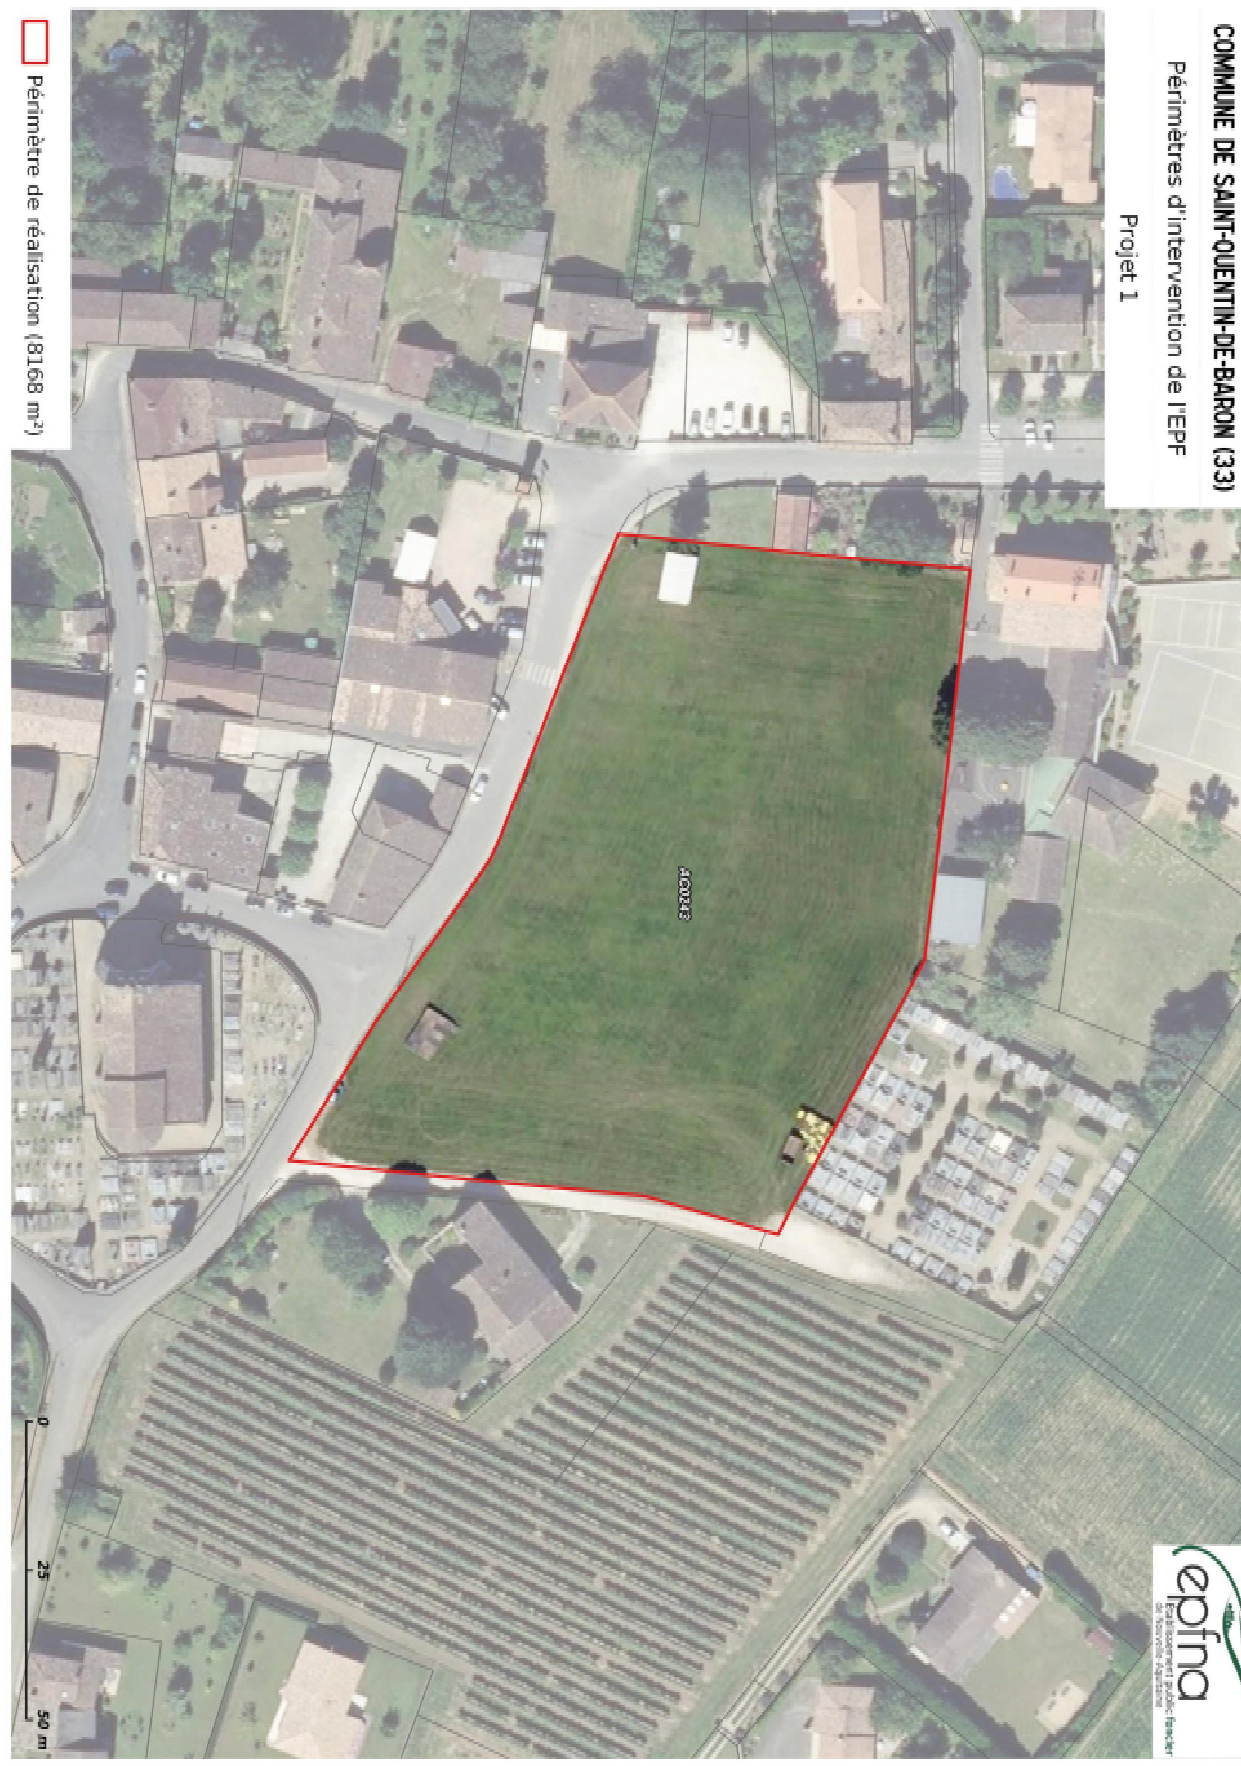 COMMUNE DE SAINT-QUENTIN-DE-BARON (33)
Périmètres d'intervention de l'EPF
Projet 1
Périmètre de réalisation (8168 m²)
AC0243
epfna
Établissement public foncier
de Nouvelle-Aquitaine
0 25 50 m